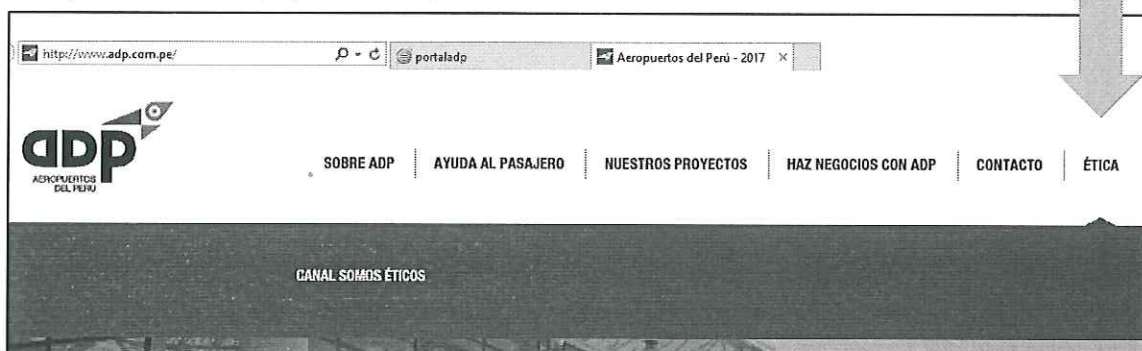 http://www.adp.com.pe/
portaladp
Aeropuertos del Perú - 2017
adp
AEROPUERTOS
DEL PERU
SOBRE ADP
AYUDA AL PASAJERO
NUESTROS PROYECTOS
HAZ NEGOCIOS CON ADP
CONTACTO
ÉTICA
CANAL SOMOS ÉTICOS